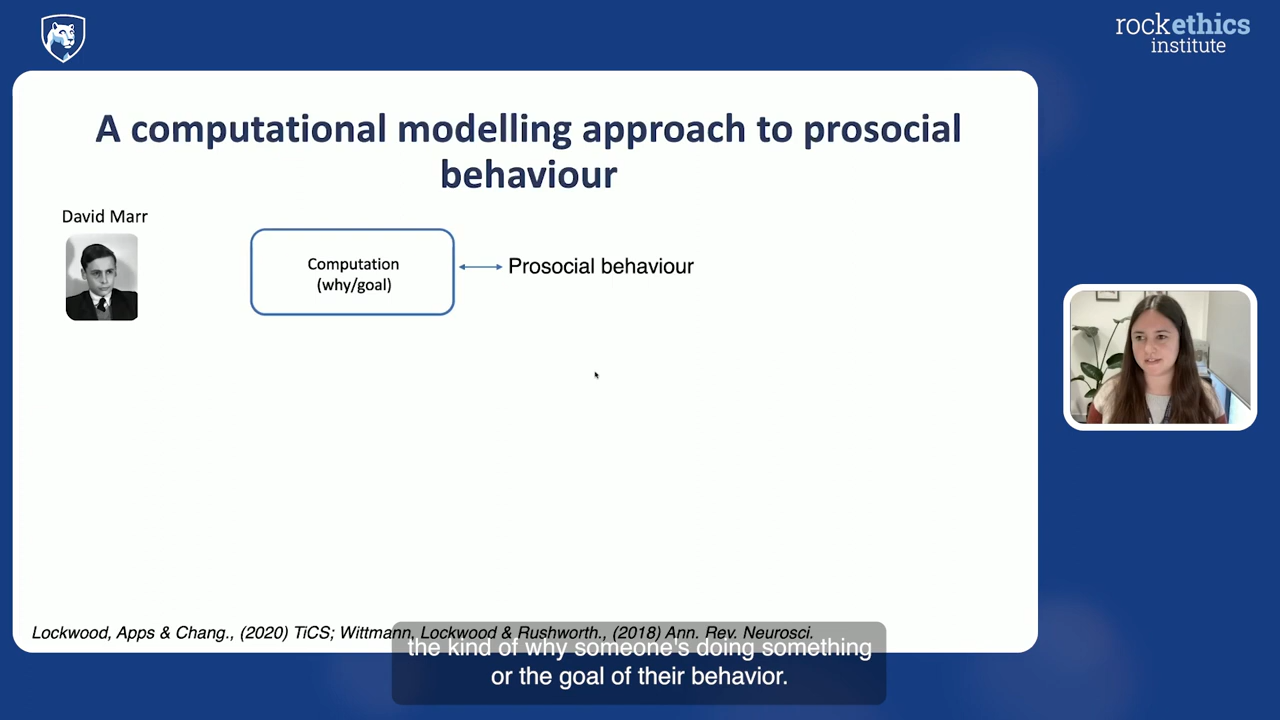 rockethics
institute
A computational modelling approach to prosocial
behaviour
David Marr
Computation
(why/goal)
Prosocial behaviour
Lockwood, Apps & Chang., (2020) TiCS; Wittmann, Lockwood & Rushworth., (2018) Ann. Rev. Neurosci.
the kind of why someone's doing something
or the goal of their behavior.